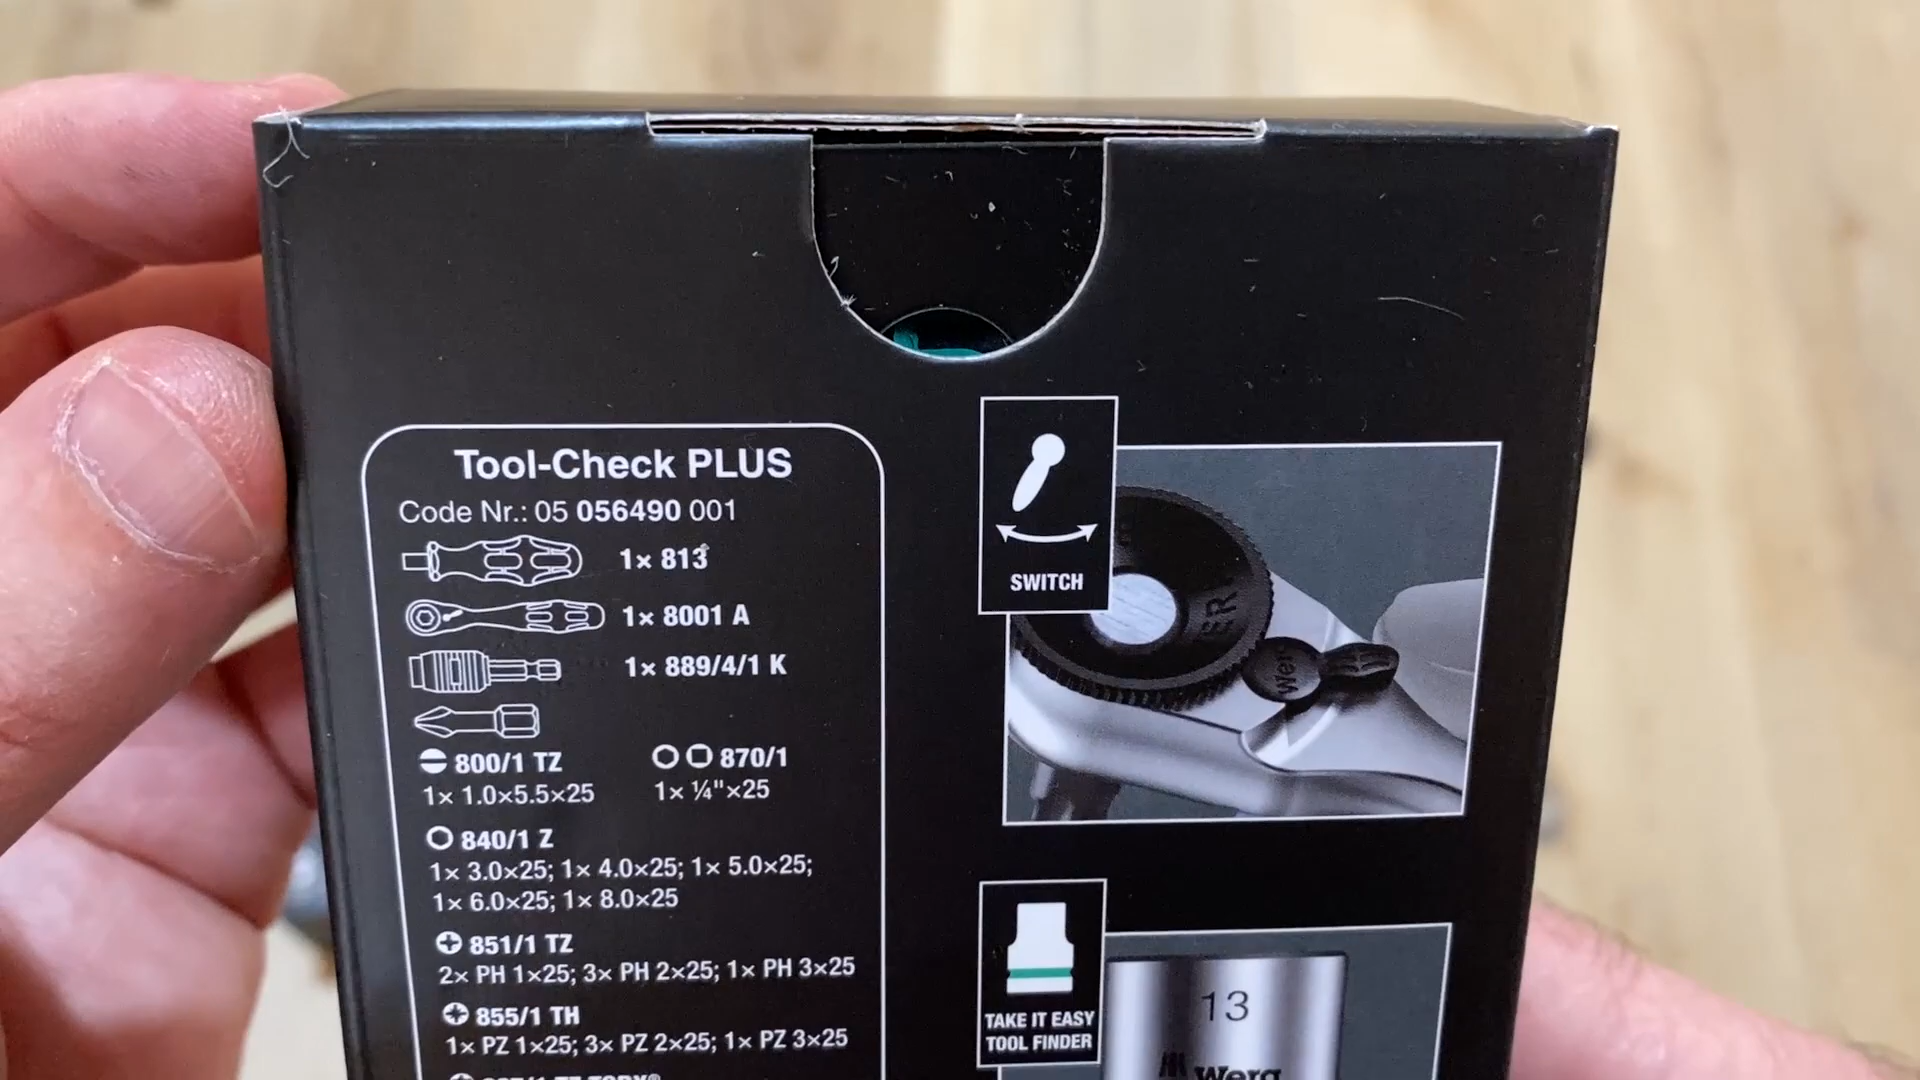 Tool-Check PLUS
Code Nr.: 05 056490 001
1× 813
1× 8001 A
1× 889/4/1 K
800/1 TZ
1× 1.0×5.5×25
870/1
1× ¼"×25
840/1 Z
1× 3.0×25; 1× 4.0×25; 1× 5.0×25;
1× 6.0×25; 1× 8.0×25
851/1 TZ
2× PH 1×25; 3× PH 2×25; 1× PH 3×25
855/1 TH
1× PZ 1×25; 3× PZ 2×25; 1× PZ 3×25
SWITCH
ER
Wer
TAKE IT EASY
TOOL FINDER
13
Wera